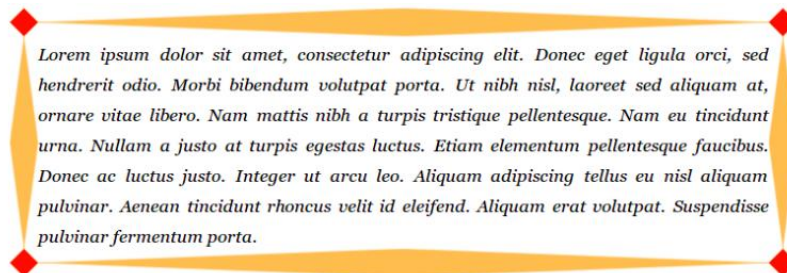 Lorem ipsum dolor sit amet, consectetur adipiscing elit. Donec eget ligula orci, sed
hendrerit odio. Morbi bibendum volutpat porta. Ut nibh nisl, laoreet sed aliquam at,
ornare vitae libero. Nam mattis nibh a turpis tristique pellentesque. Nam eu tincidunt
urna. Nullam a justo at turpis egestas luctus. Etiam elementum pellentesque faucibus.
Donec ac luctus justo. Integer ut arcu leo. Aliquam adipiscing tellus eu nisl aliquam
pulvinar. Aenean tincidunt rhoncus velit id eleifend. Aliquam erat volutpat. Suspendisse
pulvinar fermentum porta.